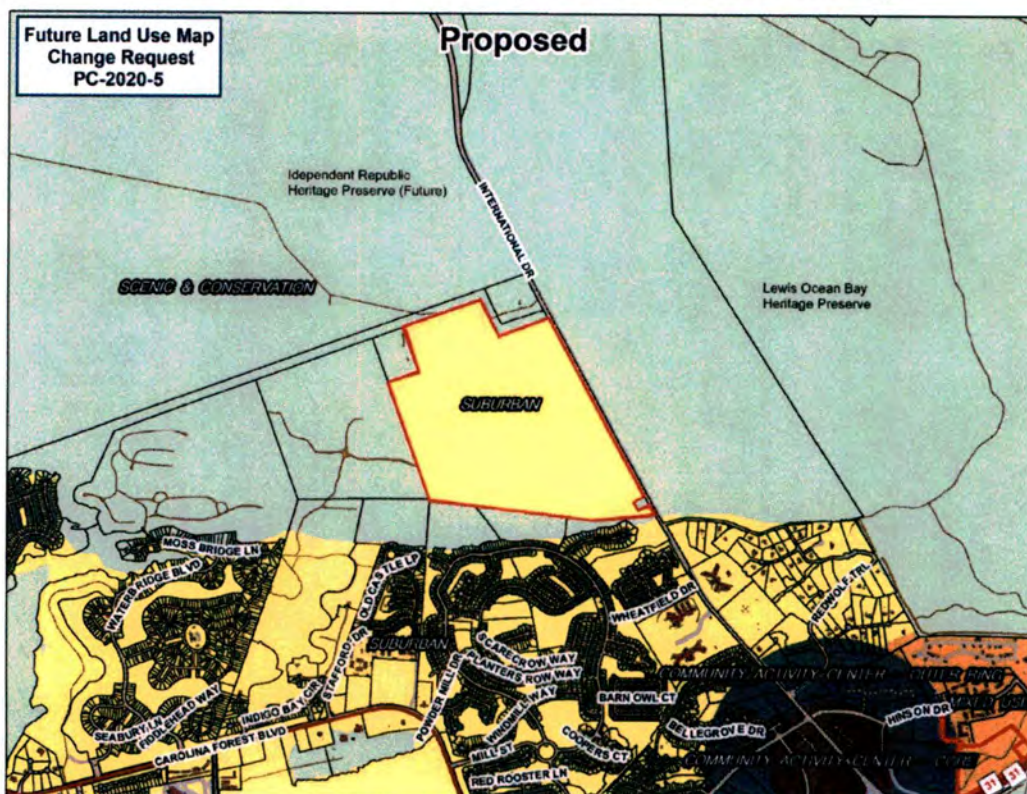 Future Land Use Map
Change Request
PC-2020-5
Proposed
Idependent Republic
Heritage Preserve (Future)
INTERNATIONAL DR
SCENIC & CONSERVATION
Lewis Ocean Bay
Heritage Preserve
SUBURBAN
MOSS BRIDGE LN
WATERBRIDGE BLVD
OLD CASTLE LP
WHEATFIELD DR
REDWOLF TRL
STAFFORD DR
SUBURBAN
SCARECROW WAY
PLANTERS ROW WAY
WINDMILL WAY
POWDER MILL DR
BARN OWL CT
COMMUNITY ACTIVITY CENTER OUTER RING
SEABURY LN
FIDDLEHEAD WAY
INDIGO BAY CIR
CAROLINA FOREST BLVD
MILL ST
COOPERS CT
BELLEGROVE DR
HINSON DR
RED ROOSTER LN
COMMUNITY ACTIVITY CENTER CORE
31 31